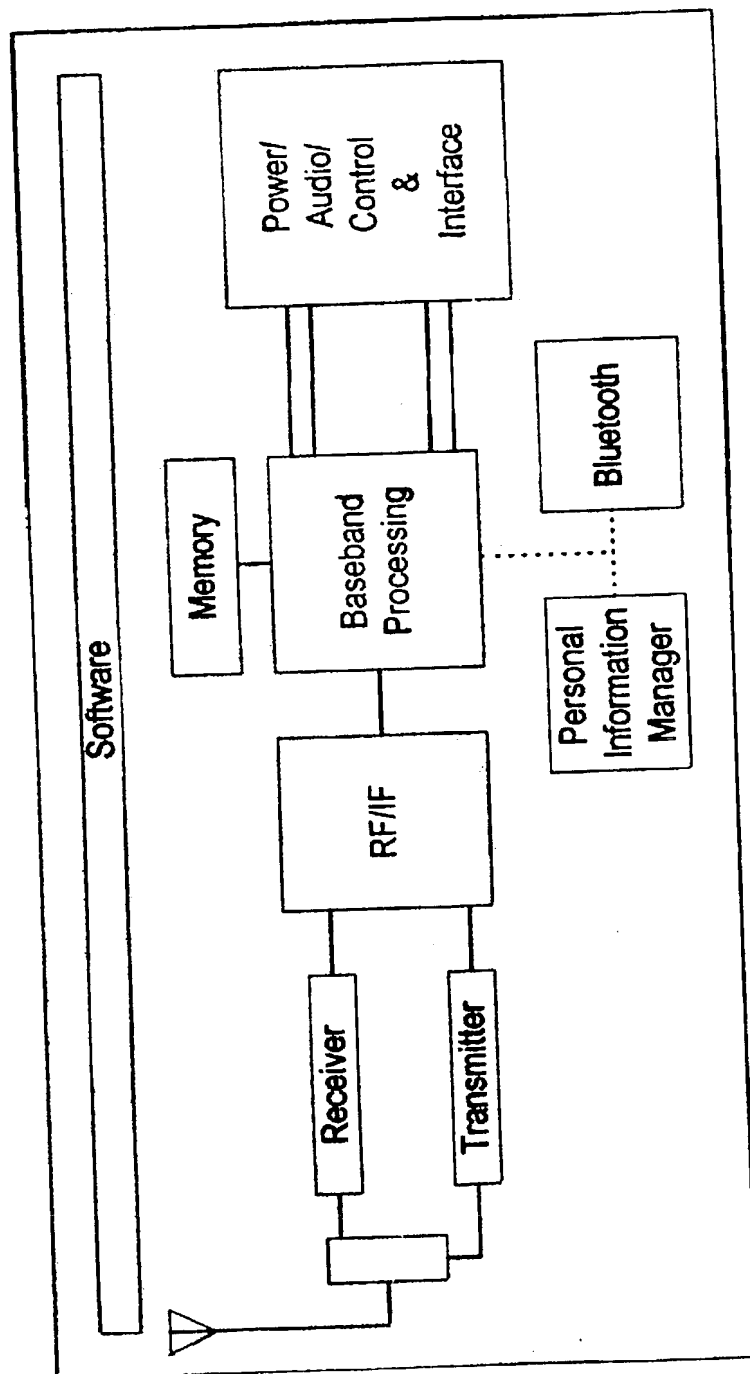 Software
Receiver
Transmitter
RF/IF
Memory
Baseband
Processing
Power/
Audio/
Control
&
Interface
Personal
Information
Manager
Bluetooth